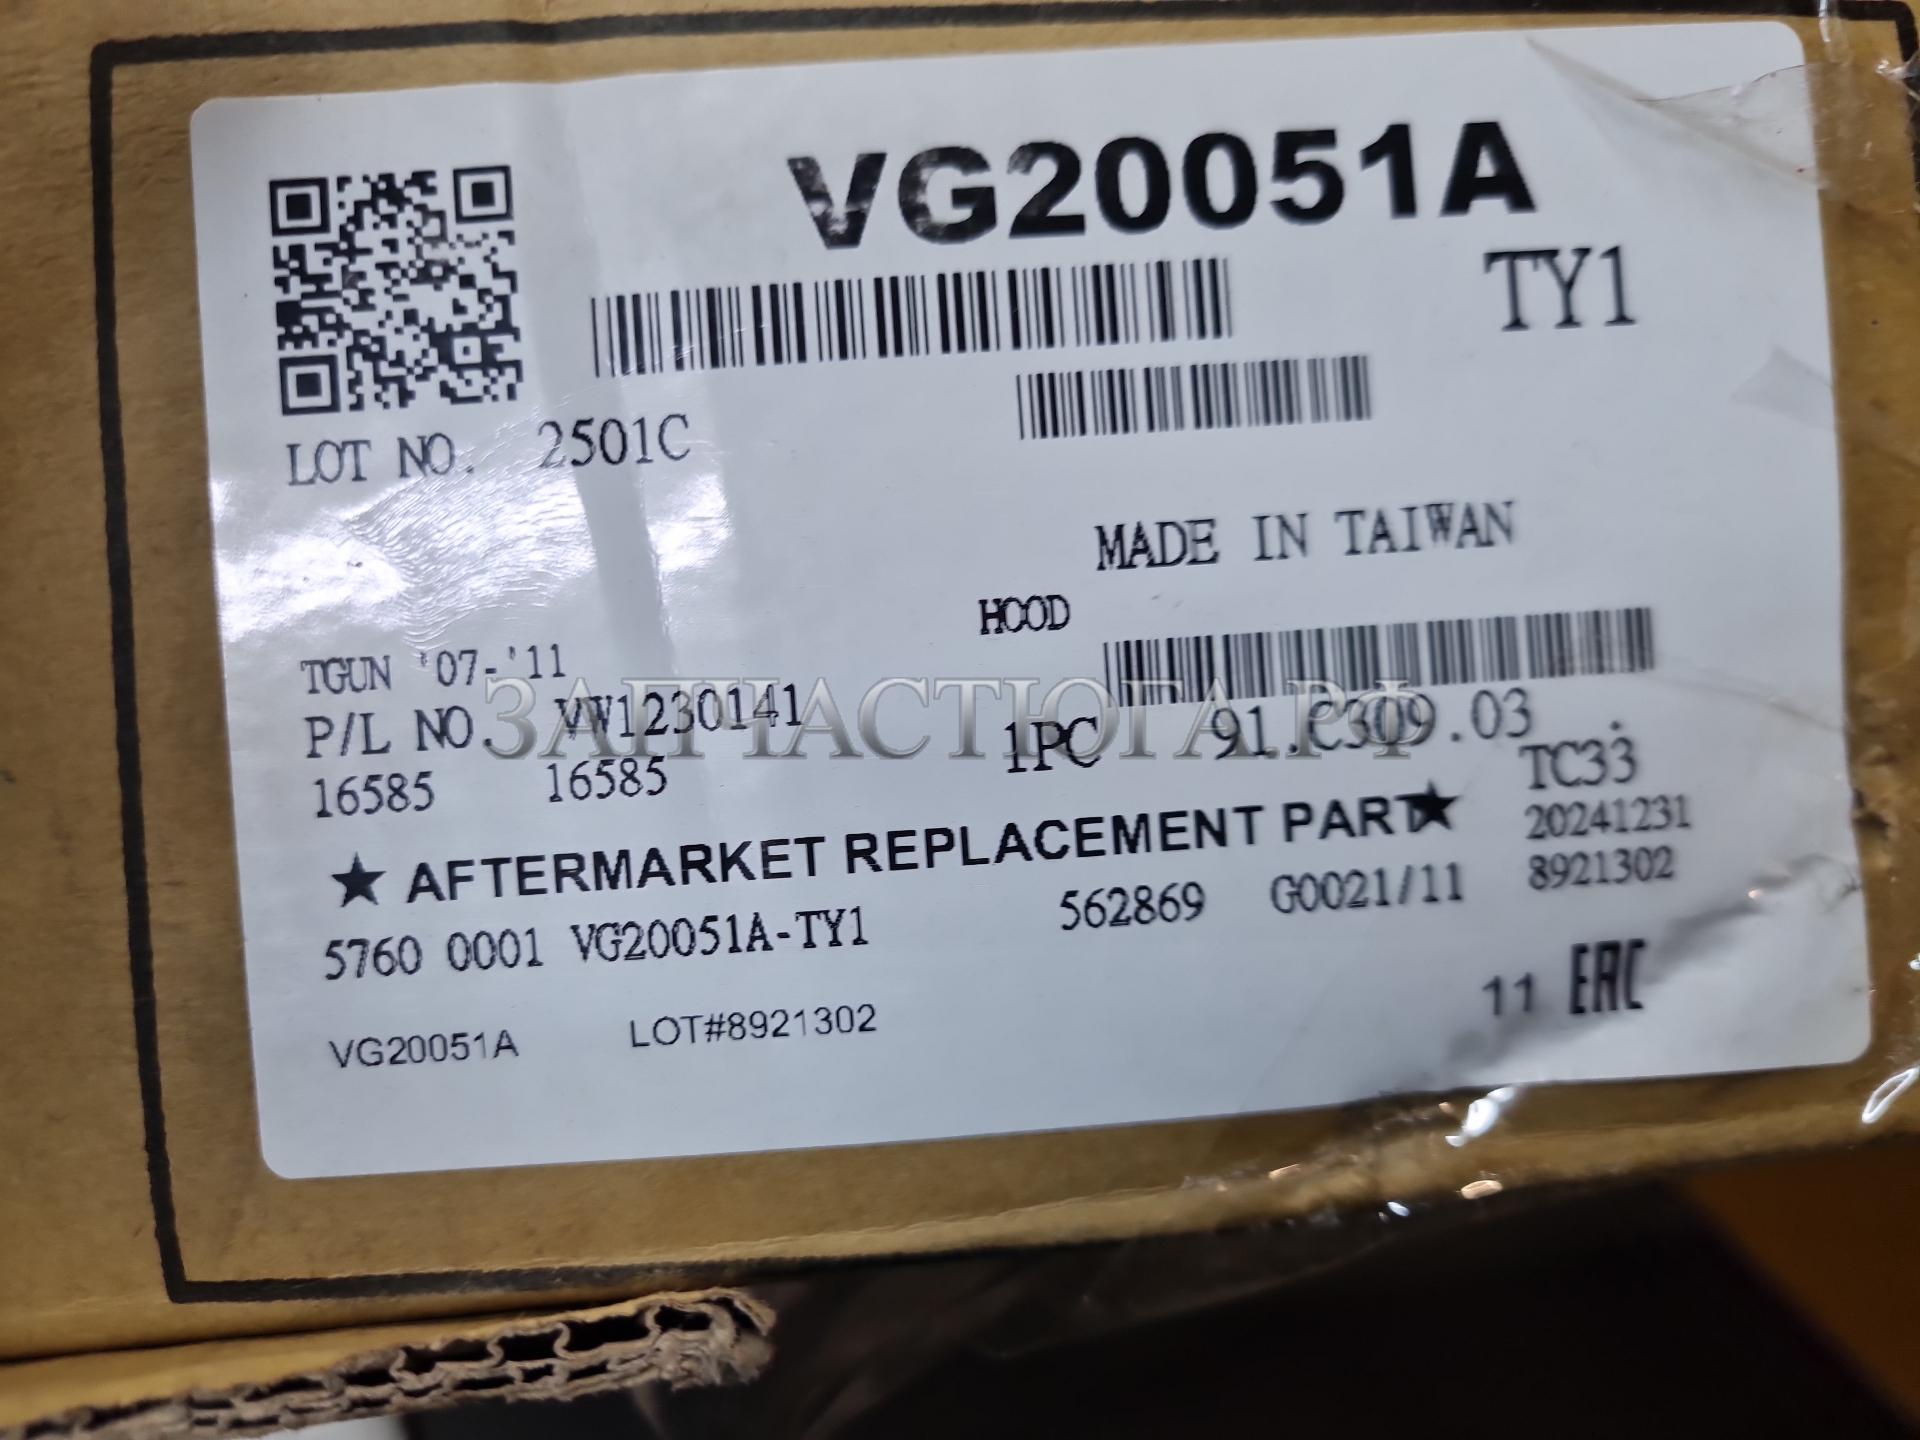 VG20051A
TY1
LOT NO. 2501C
MADE IN TAIWAN
HOOD
TGUN '07-'11
P/L NO. VW1230141
1PC 91.C309.03
ЗАПЧАСТЮГА.РФ
16585 16585
TC33
★ AFTERMARKET REPLACEMENT PART★
20241231
5760 0001 VG20051A-TY1 562869 G0021/11 8921302
VG20051A LOT#8921302
11 EAC